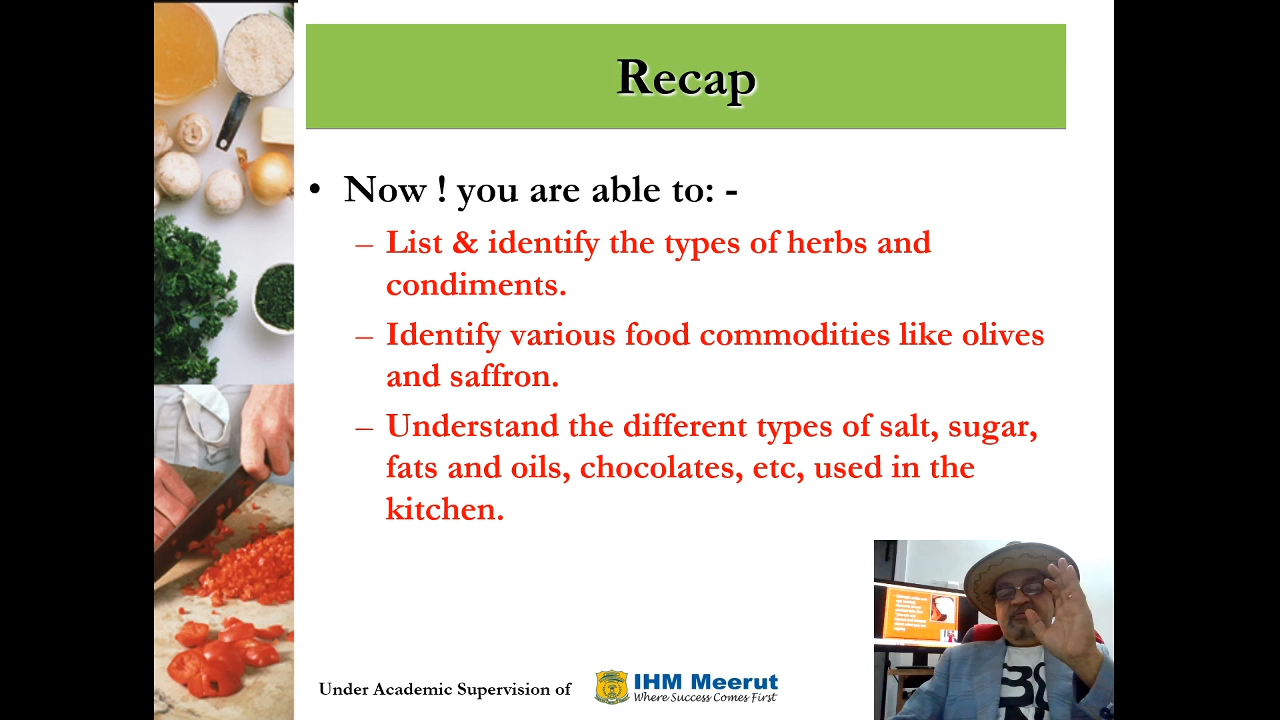 Recap
• Now ! you are able to: -
– List & identify the types of herbs and
condiments.
– Identify various food commodities like olives
and saffron.
– Understand the different types of salt, sugar,
fats and oils, chocolates, etc, used in the
kitchen.
Under Academic Supervision of
IHM Meerut
Where Success Comes First